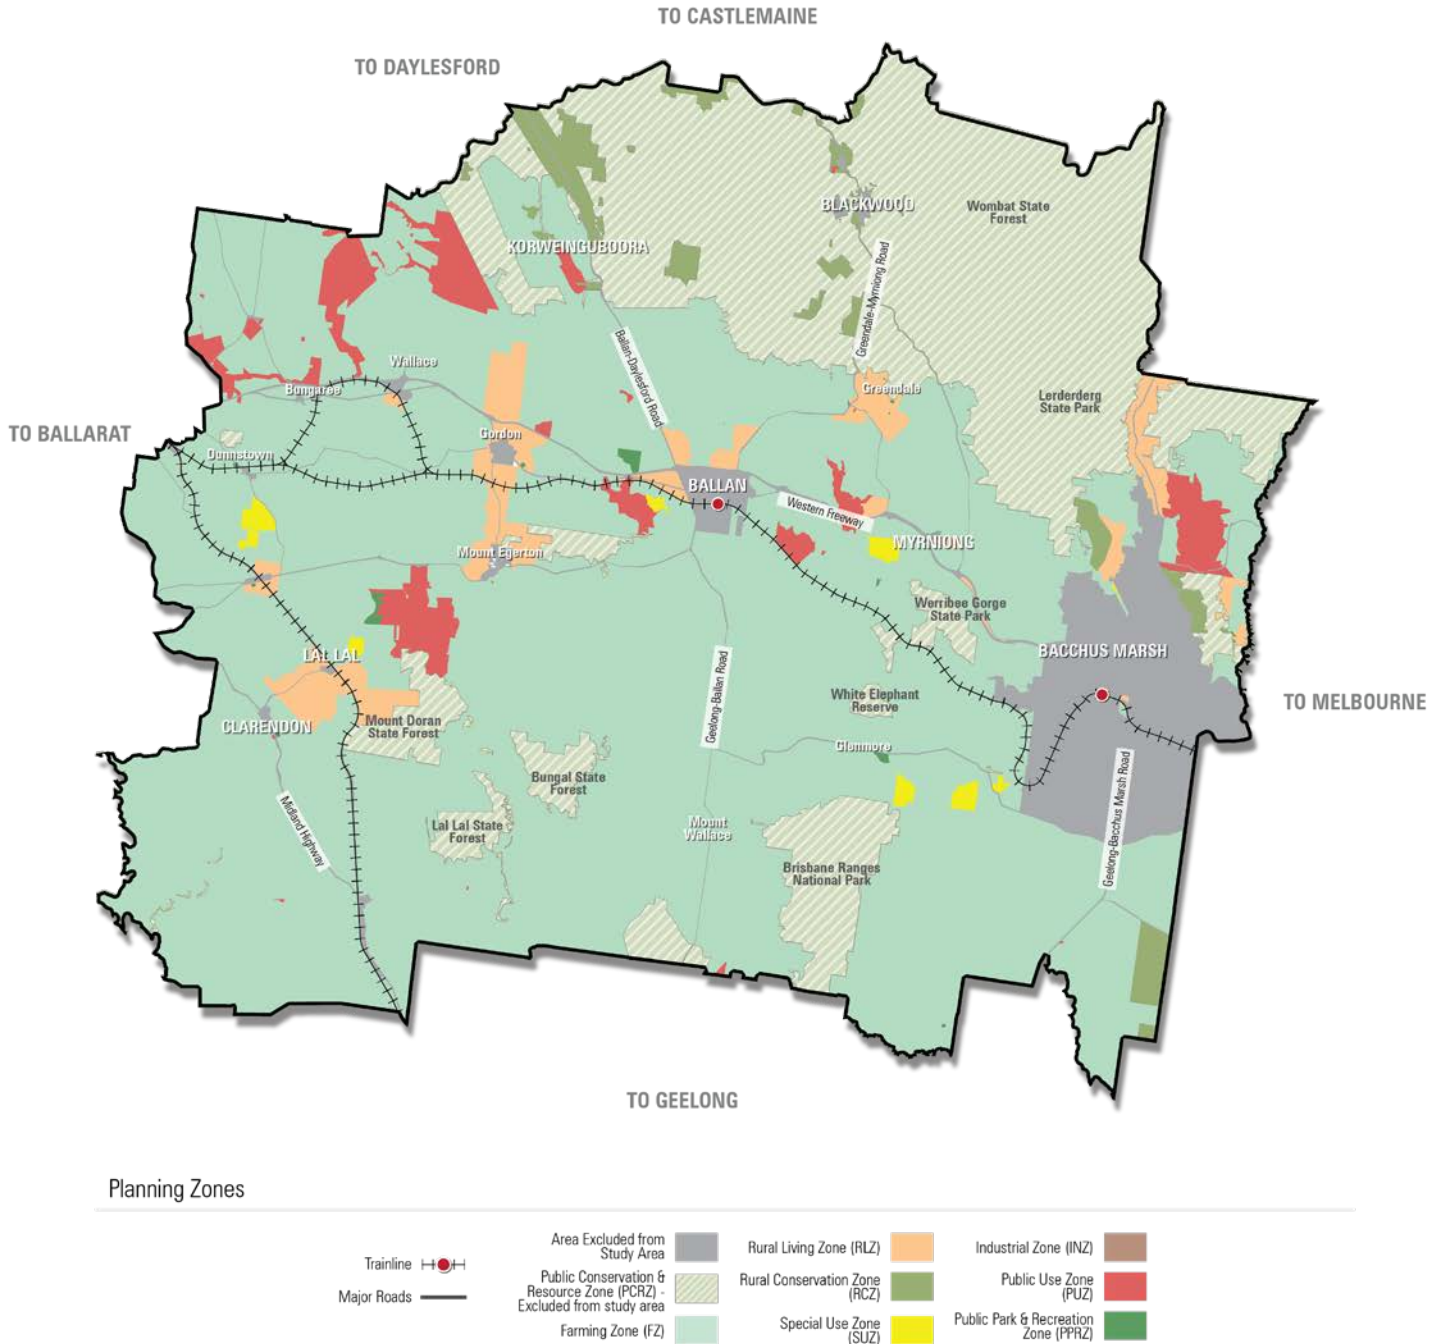 TO CASTLEMAINE
TO DAYLESFORD
BLACKWOOD
Wombat State
Forest
KORWEINGUBOORA
Greendale-Myrniong Road
Ballan-Daylesford Road
Wallace
Bungaree
Greendale
Lerderderg
State Park
TO BALLARAT
Gordon
Dunnstown
BALLAN
Western Freeway
MYRNIONG
Mount Egerton
Werribee Gorge
State Park
BACCHUS MARSH
LAL LAL
Geelong-Ballan Road
White Elephant
Reserve
TO MELBOURNE
CLARENDON
Mount Doran
State Forest
Glenmore
Bungal State
Forest
Geelong-Bacchus Marsh Road
Midland Highway
Lal Lal State
Forest
Mount
Wallace
Brisbane Ranges
National Park
TO GEELONG
Planning Zones
Trainline
Major Roads
Area Excluded from
Study Area
Public Conservation &
Resource Zone (PCRZ) -
Excluded from study area
Farming Zone (FZ)
Rural Living Zone (RLZ)
Rural Conservation Zone
(RCZ)
Special Use Zone
(SUZ)
Industrial Zone (INZ)
Public Use Zone
(PUZ)
Public Park & Recreation
Zone (PPRZ)